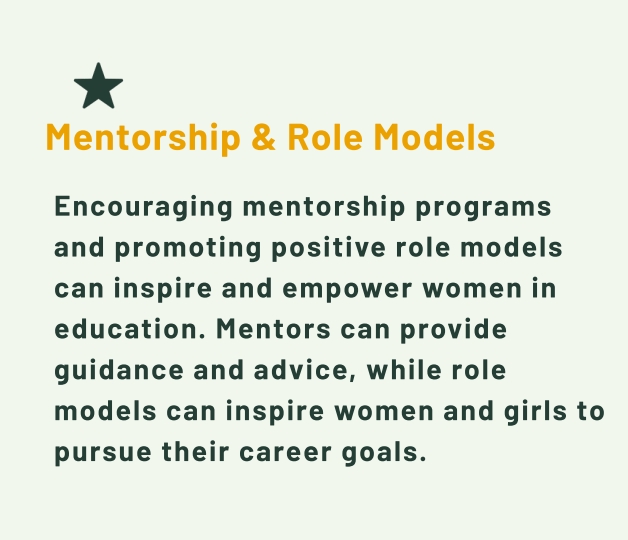 Mentorship & Role Models
Encouraging mentorship programs
and promoting positive role models
can inspire and empower women in
education. Mentors can provide
guidance and advice, while role
models can inspire women and girls to
pursue their career goals.